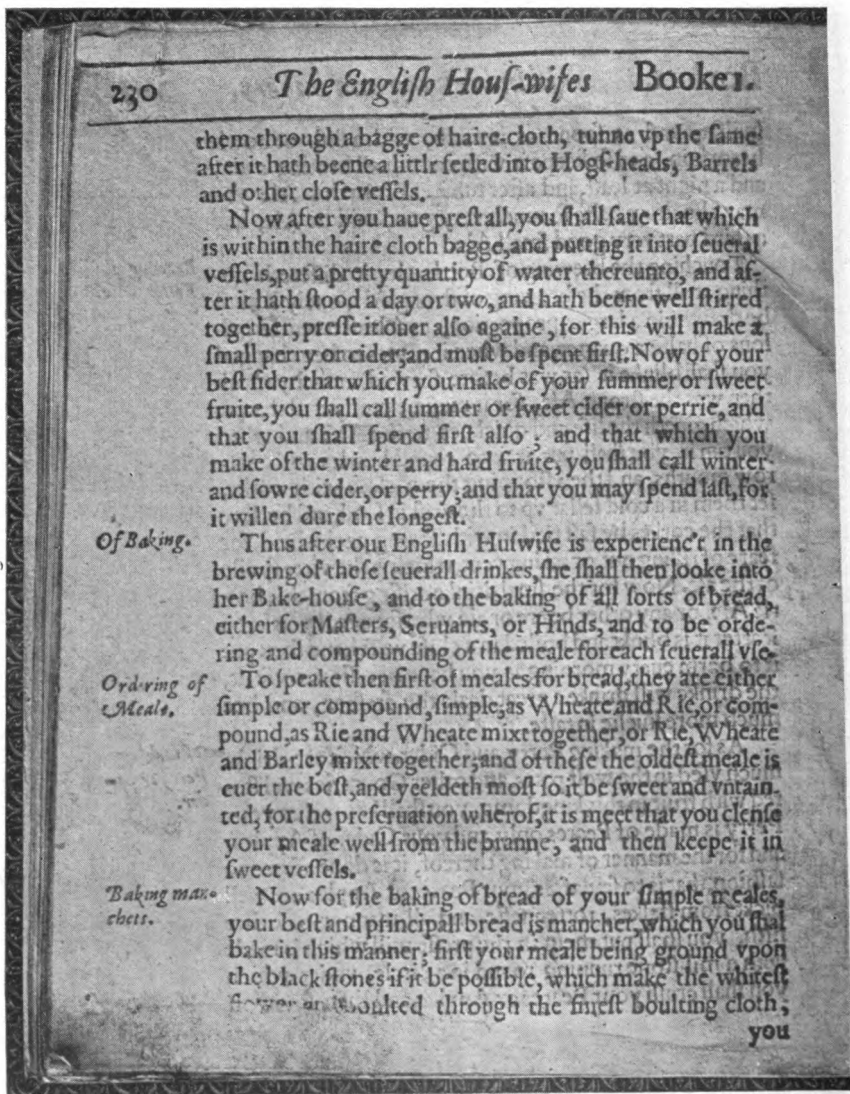 230 The Engliſh Houſ-wifes Booke 1.
them through a bagge of haire-cloth, tunne vp the ſame
after it hath beene a littlr ſetled into Hogſ-heads, Barrels
and other cloſe veſſels.
Now after you haue preſt all, you ſhall ſaue that which
is within the haire cloth bagge, and putting it into ſeueral
veſſels, put a pretty quantity of water thereunto, and af-
ter it hath ſtood a day or two, and hath beene well ſtirred
together, preſſe it ouer alſo againe, for this will make a
ſmall perry or cider, and muſt be ſpent firſt. Now of your
beſt ſider that which you make of your ſummer or ſweet
fruite, you ſhall call ſummer or ſweet cider or perrie, and
that you ſhall ſpend firſt alſo; and that which you
make of the winter and hard fruite, you ſhall call winter
and ſowre cider, or perry; and that you may ſpend laſt, for
it willen dure the longeſt.
Of Baking.
Thus after our Engliſh Huſwife is experienc't in the
brewing of theſe ſeuerall drinkes, ſhe ſhall then looke into
her Bake-houſe, and to the baking of all ſorts of bread,
either for Maſters, Seruants, or Hinds, and to be orde-
ring and compounding of the meale for each ſeuerall vſe.
Ordring of
Meale.
To ſpeake then firſt of meales for bread, they are either
ſimple or compound, ſimple, as Wheate and Rie, or com-
pound, as Rie and Wheate mixt together, or Rie, Wheate
and Barley mixt together; and of theſe the oldeſt meale is
euer the beſt, and yeeldeth moſt ſo it be ſweet and vntain-
ted, for the preſeruation wherof, it is meet that you clenſe
your meale well from the branne, and then keepe it in
ſweet veſſels.
Baking man-
chets.
Now for the baking of bread of your ſimple meales,
your beſt and principall bread is manchet, which you ſhal
bake in this manner; firſt your meale being ground vpon
the black ſtones if it be poſſible, which make the whiteſt
boulted through the fineſt boulting cloth;
you